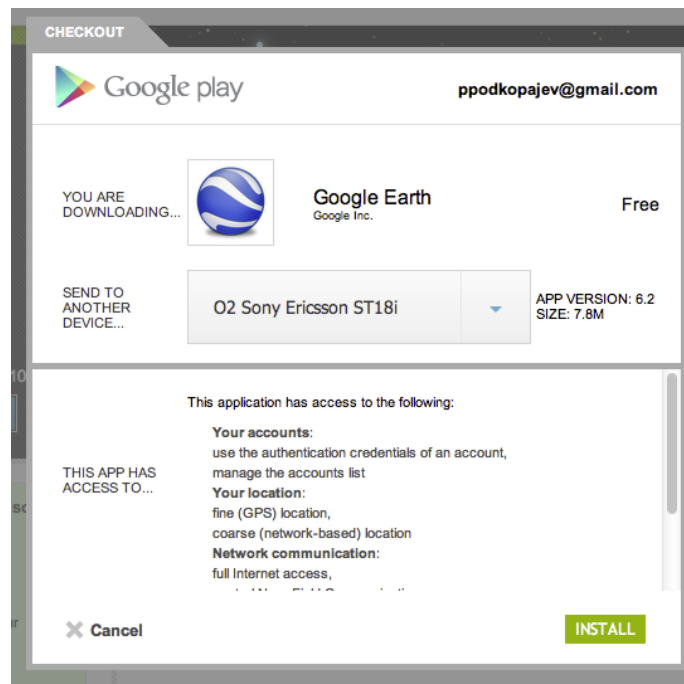 CHECKOUT
Google play
ppodkopajev@gmail.com
YOU ARE
DOWNLOADING...
Google Earth
Google Inc.
Free
SEND TO
ANOTHER
DEVICE...
O2 Sony Ericsson ST18i
APP VERSION: 6.2
SIZE: 7.8M
10
This application has access to the following:
THIS APP HAS
ACCESS TO...
Your accounts:
use the authentication credentials of an account,
manage the accounts list
Your location:
fine (GPS) location,
coarse (network-based) location
Network communication:
full Internet access,
Cancel
INSTALL